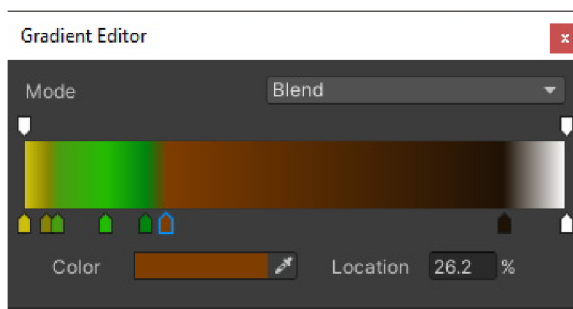 Gradient Editor
x
Mode Blend
Color Location 26.2 %